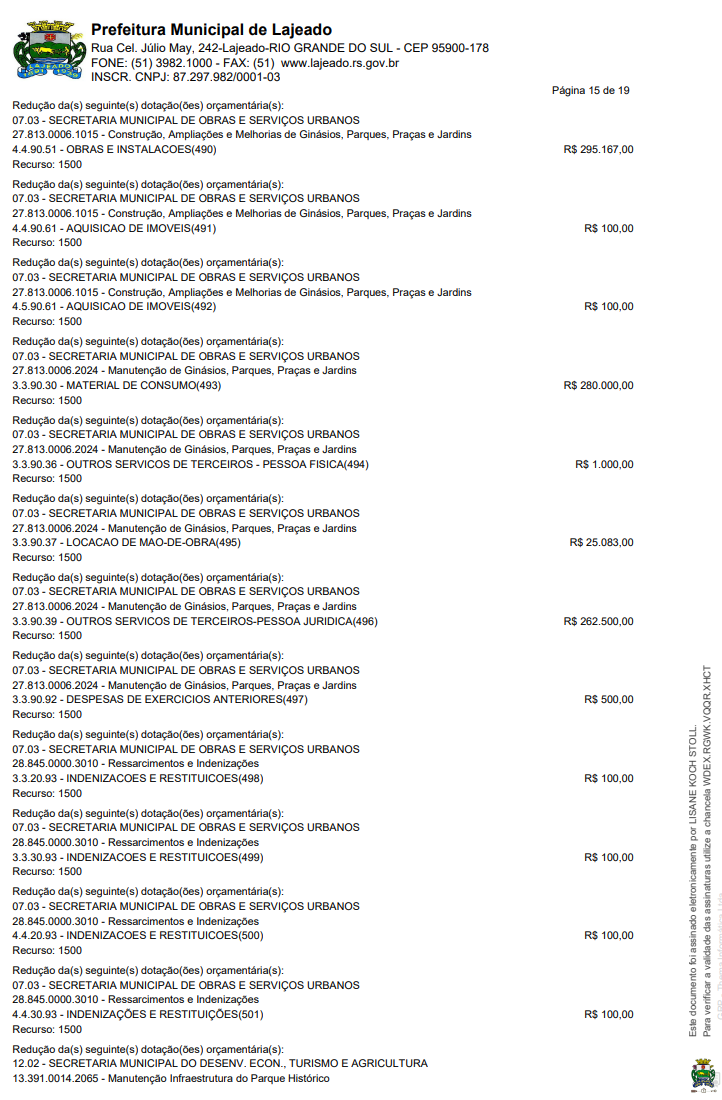 Prefeitura Municipal de Lajeado
Rua Cel. Júlio May, 242-Lajeado-RIO GRANDE DO SUL - CEP 95900-178
FONE: (51) 3982.1000 - FAX: (51) www.lajeado.rs.gov.br
INSCR. CNPJ: 87.297.982/0001-03
Página 15 de 19
Redução da(s) seguinte(s) dotação(ões) orçamentária(s):
07.03 - SECRETARIA MUNICIPAL DE OBRAS E SERVIÇOS URBANOS
27.813.0006.1015 - Construção, Ampliações e Melhorias de Ginásios, Parques, Praças e Jardins
4.4.90.51 - OBRAS E INSTALACOES(490) R$ 295.167,00
Recurso: 1500
Redução da(s) seguinte(s) dotação(ões) orçamentária(s):
07.03 - SECRETARIA MUNICIPAL DE OBRAS E SERVIÇOS URBANOS
27.813.0006.1015 - Construção, Ampliações e Melhorias de Ginásios, Parques, Praças e Jardins
4.4.90.61 - AQUISICAO DE IMOVEIS(491) R$ 100,00
Recurso: 1500
Redução da(s) seguinte(s) dotação(ões) orçamentária(s):
07.03 - SECRETARIA MUNICIPAL DE OBRAS E SERVIÇOS URBANOS
27.813.0006.1015 - Construção, Ampliações e Melhorias de Ginásios, Parques, Praças e Jardins
4.5.90.61 - AQUISICAO DE IMOVEIS(492) R$ 100,00
Recurso: 1500
Redução da(s) seguinte(s) dotação(ões) orçamentária(s):
07.03 - SECRETARIA MUNICIPAL DE OBRAS E SERVIÇOS URBANOS
27.813.0006.2024 - Manutenção de Ginásios, Parques, Praças e Jardins
3.3.90.30 - MATERIAL DE CONSUMO(493) R$ 280.000,00
Recurso: 1500
Redução da(s) seguinte(s) dotação(ões) orçamentária(s):
07.03 - SECRETARIA MUNICIPAL DE OBRAS E SERVIÇOS URBANOS
27.813.0006.2024 - Manutenção de Ginásios, Parques, Praças e Jardins
3.3.90.36 - OUTROS SERVICOS DE TERCEIROS - PESSOA FISICA(494) R$ 1.000,00
Recurso: 1500
Redução da(s) seguinte(s) dotação(ões) orçamentária(s):
07.03 - SECRETARIA MUNICIPAL DE OBRAS E SERVIÇOS URBANOS
27.813.0006.2024 - Manutenção de Ginásios, Parques, Praças e Jardins
3.3.90.37 - LOCACAO DE MAO-DE-OBRA(495) R$ 25.083,00
Recurso: 1500
Redução da(s) seguinte(s) dotação(ões) orçamentária(s):
07.03 - SECRETARIA MUNICIPAL DE OBRAS E SERVIÇOS URBANOS
27.813.0006.2024 - Manutenção de Ginásios, Parques, Praças e Jardins
3.3.90.39 - OUTROS SERVICOS DE TERCEIROS-PESSOA JURIDICA(496) R$ 262.500,00
Recurso: 1500
Redução da(s) seguinte(s) dotação(ões) orçamentária(s):
07.03 - SECRETARIA MUNICIPAL DE OBRAS E SERVIÇOS URBANOS
27.813.0006.2024 - Manutenção de Ginásios, Parques, Praças e Jardins
3.3.90.92 - DESPESAS DE EXERCICIOS ANTERIORES(497) R$ 500,00
Recurso: 1500
Redução da(s) seguinte(s) dotação(ões) orçamentária(s):
07.03 - SECRETARIA MUNICIPAL DE OBRAS E SERVIÇOS URBANOS
28.845.0000.3010 - Ressarcimentos e Indenizações
3.3.20.93 - INDENIZACOES E RESTITUICOES(498) R$ 100,00
Recurso: 1500
Redução da(s) seguinte(s) dotação(ões) orçamentária(s):
07.03 - SECRETARIA MUNICIPAL DE OBRAS E SERVIÇOS URBANOS
28.845.0000.3010 - Ressarcimentos e Indenizações
3.3.30.93 - INDENIZACOES E RESTITUICOES(499) R$ 100,00
Recurso: 1500
Redução da(s) seguinte(s) dotação(ões) orçamentária(s):
07.03 - SECRETARIA MUNICIPAL DE OBRAS E SERVIÇOS URBANOS
28.845.0000.3010 - Ressarcimentos e Indenizações
4.4.20.93 - INDENIZACOES E RESTITUICOES(500) R$ 100,00
Recurso: 1500
Redução da(s) seguinte(s) dotação(ões) orçamentária(s):
07.03 - SECRETARIA MUNICIPAL DE OBRAS E SERVIÇOS URBANOS
28.845.0000.3010 - Ressarcimentos e Indenizações
4.4.30.93 - INDENIZAÇÕES E RESTITUIÇÕES(501) R$ 100,00
Recurso: 1500
Redução da(s) seguinte(s) dotação(ões) orçamentária(s):
12.02 - SECRETARIA MUNICIPAL DO DESENV. ECON., TURISMO E AGRICULTURA
13.391.0014.2065 - Manutenção Infraestrutura do Parque Histórico
Este documento foi assinado eletronicamente por LISANE KOCH STOLL.
Para verificar a validade das assinaturas utilize a chancela WDEX.RGWK.VQQR.XHCT